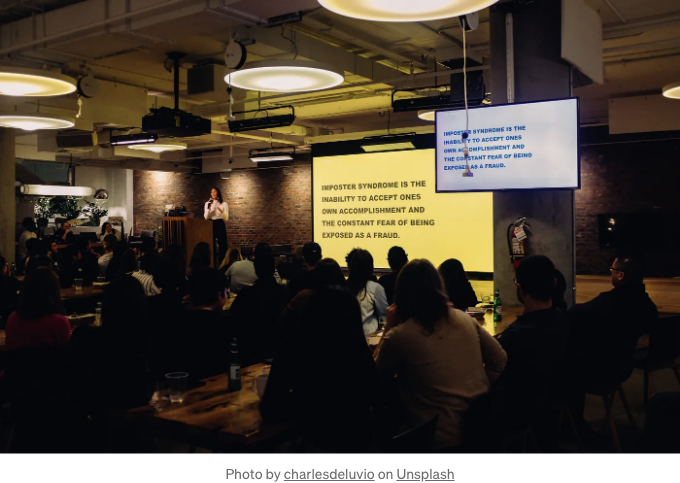 IMPOSTER SYNDROME IS THE
INABILITY TO ACCEPT ONES
OWN ACCOMPLISHMENT AND
THE CONSTANT FEAR OF BEING
EXPOSED AS A FRAUD.
IMPOSTER SYNDROME IS THE
INABILITY TO ACCEPT ONES
OWN ACCOMPLISHMENT AND
THE CONSTANT FEAR OF BEING
EXPOSED AS A FRAUD.
Photo by charlesdeluvio on Unsplash